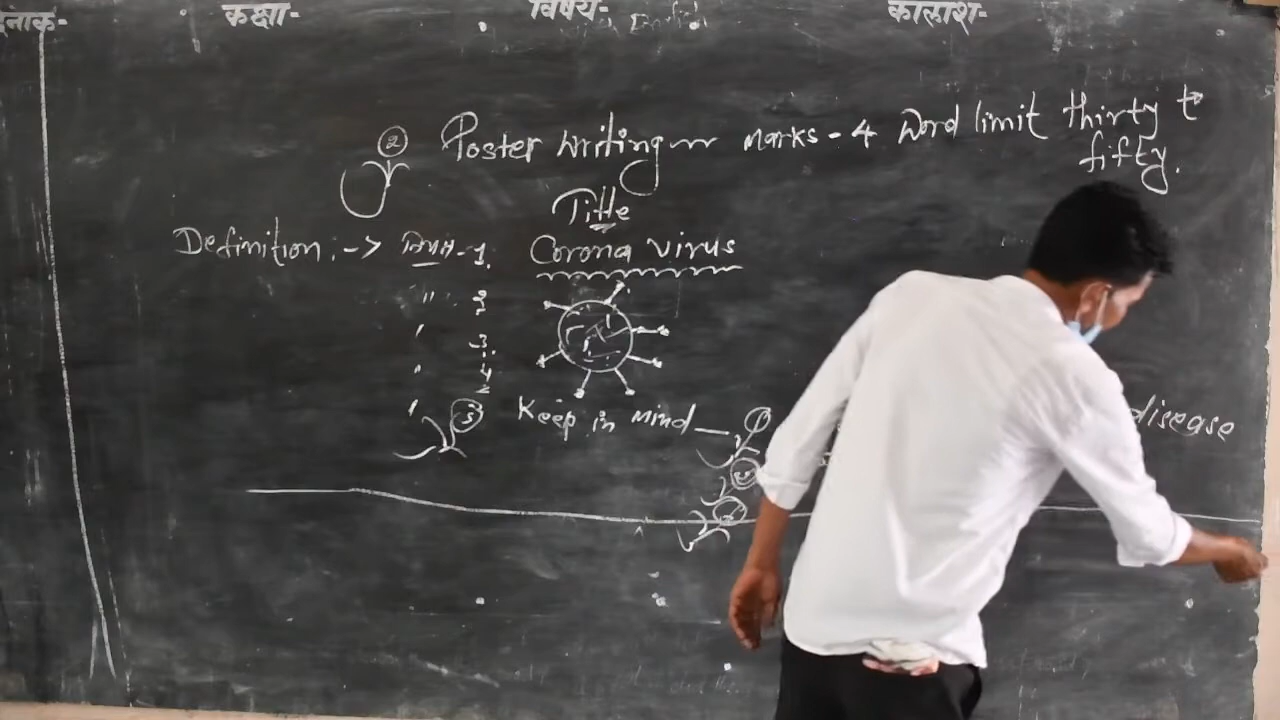 दिनांक- कक्षा- विषय:- कालांश-
② Poster writing marks - 4 Word limit thirty to
fifty.
Title
Definition :-> नियम-1. Corona virus
" 2
' 3.
" 4
' 5 Keep in mind —
disease